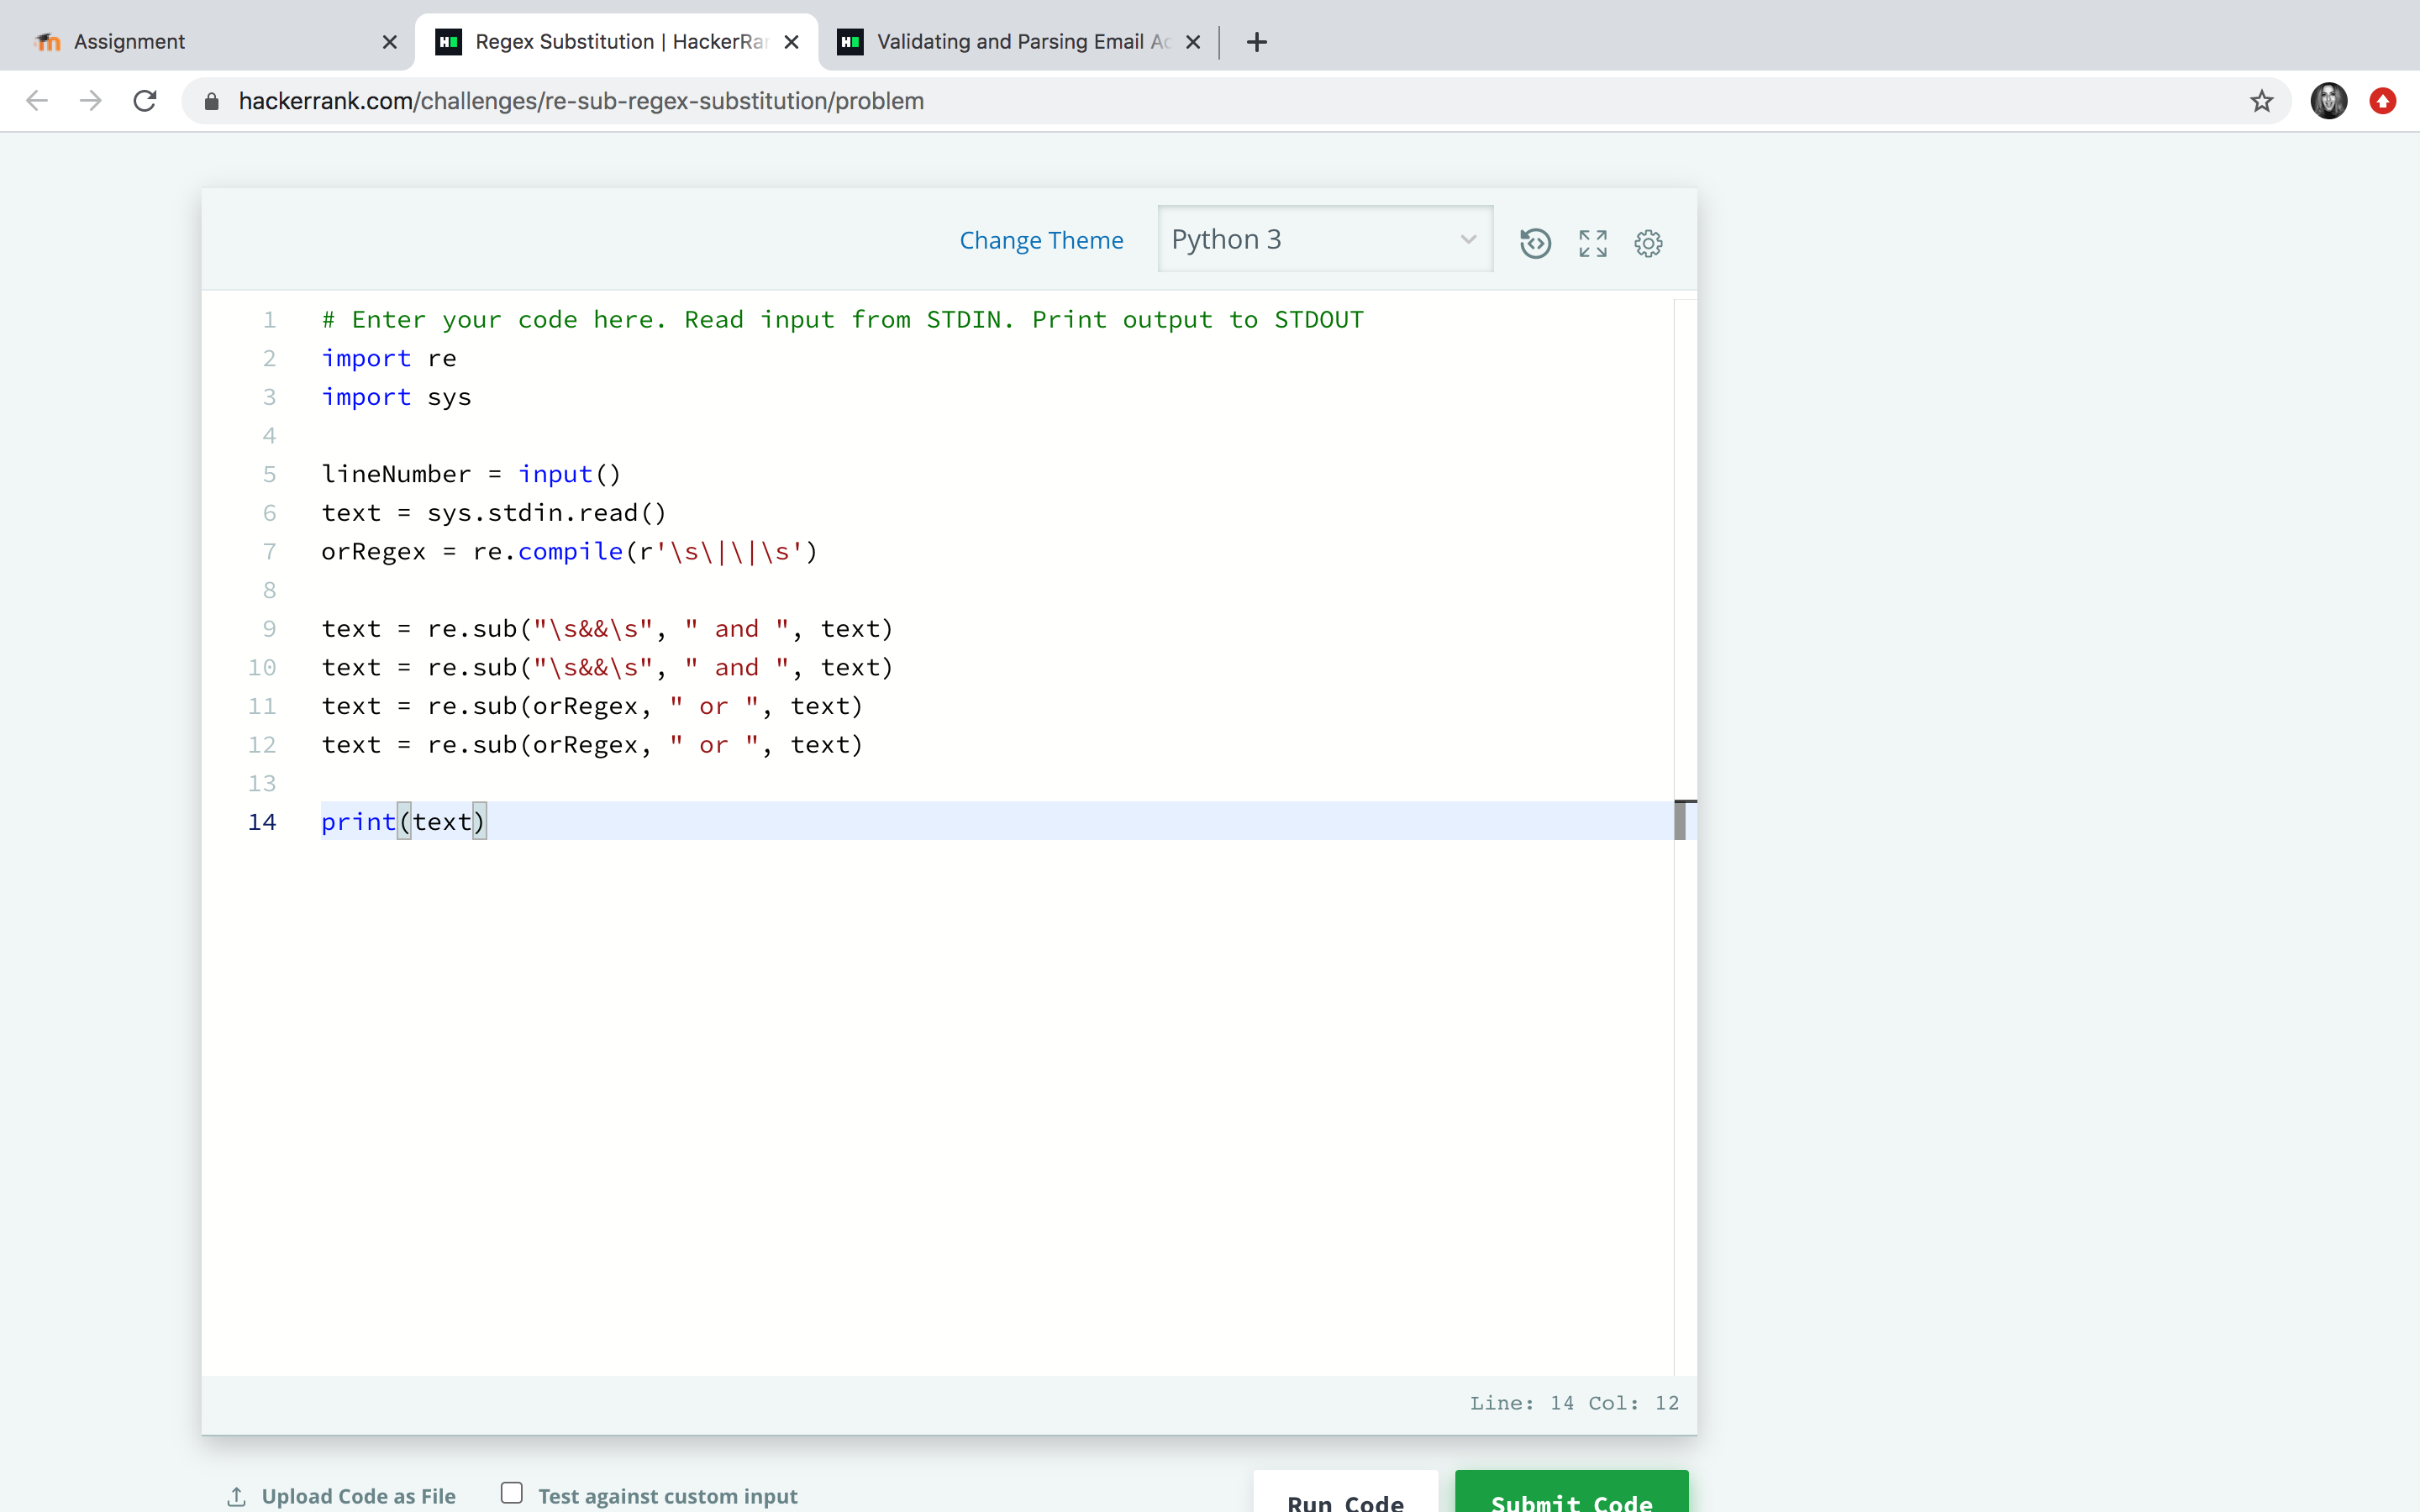 Assignment
Regex Substitution | HackerRan
Validating and Parsing Email Ad
hackerrank.com/challenges/re-sub-regex-substitution/problem
Change Theme
Python 3
1 # Enter your code here. Read input from STDIN. Print output to STDOUT
2 import re
3 import sys
4
5 lineNumber = input()
6 text = sys.stdin.read()
7 orRegex = re.compile(r'\s\|\|\s')
8
9 text = re.sub("\s&&\s", " and ", text)
10 text = re.sub("\s&&\s", " and ", text)
11 text = re.sub(orRegex, " or ", text)
12 text = re.sub(orRegex, " or ", text)
13
14 print(text)
Line: 14 Col: 12
Upload Code as File
Test against custom input
Run Code
Submit Code